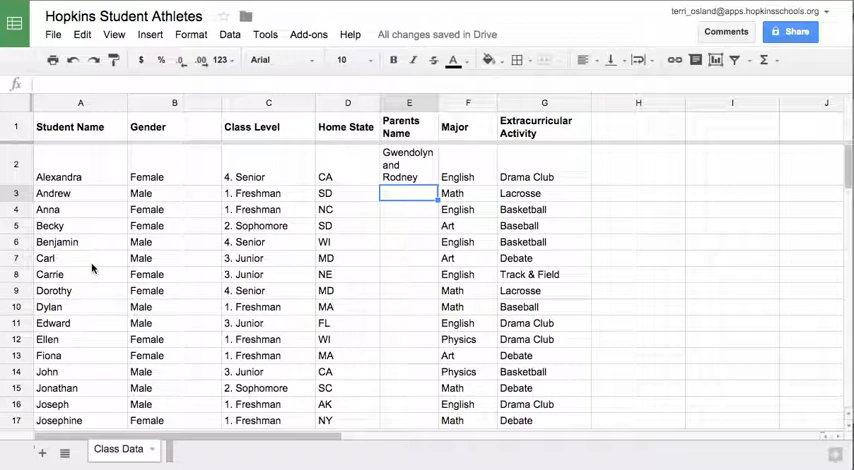 Hopkins Student Athletes
terri_osland@apps.hopkinsschools.org
File Edit View Insert Format Data Tools Add-ons Help All changes saved in Drive
Comments Share
$ % .0 .00 123 Arial 10 B I S A Σ
fx
A B C D E F G H I J
1 Student Name Gender Class Level Home State Parents Name Major Extracurricular Activity
2 Alexandra Female 4. Senior CA Gwendolyn and Rodney English Drama Club
3 Andrew Male 1. Freshman SD Math Lacrosse
4 Anna Female 1. Freshman NC English Basketball
5 Becky Female 2. Sophomore SD Art Baseball
6 Benjamin Male 4. Senior WI English Basketball
7 Carl Male 3. Junior MD Art Debate
8 Carrie Female 3. Junior NE English Track & Field
9 Dorothy Female 4. Senior MD Math Lacrosse
10 Dylan Male 1. Freshman MA Math Baseball
11 Edward Male 3. Junior FL English Drama Club
12 Ellen Female 1. Freshman WI Physics Drama Club
13 Fiona Female 1. Freshman MA Art Debate
14 John Male 3. Junior CA Physics Basketball
15 Jonathan Male 2. Sophomore SC Math Debate
16 Joseph Male 1. Freshman AK English Drama Club
17 Josephine Female 1. Freshman NY Math Debate
+ Class Data